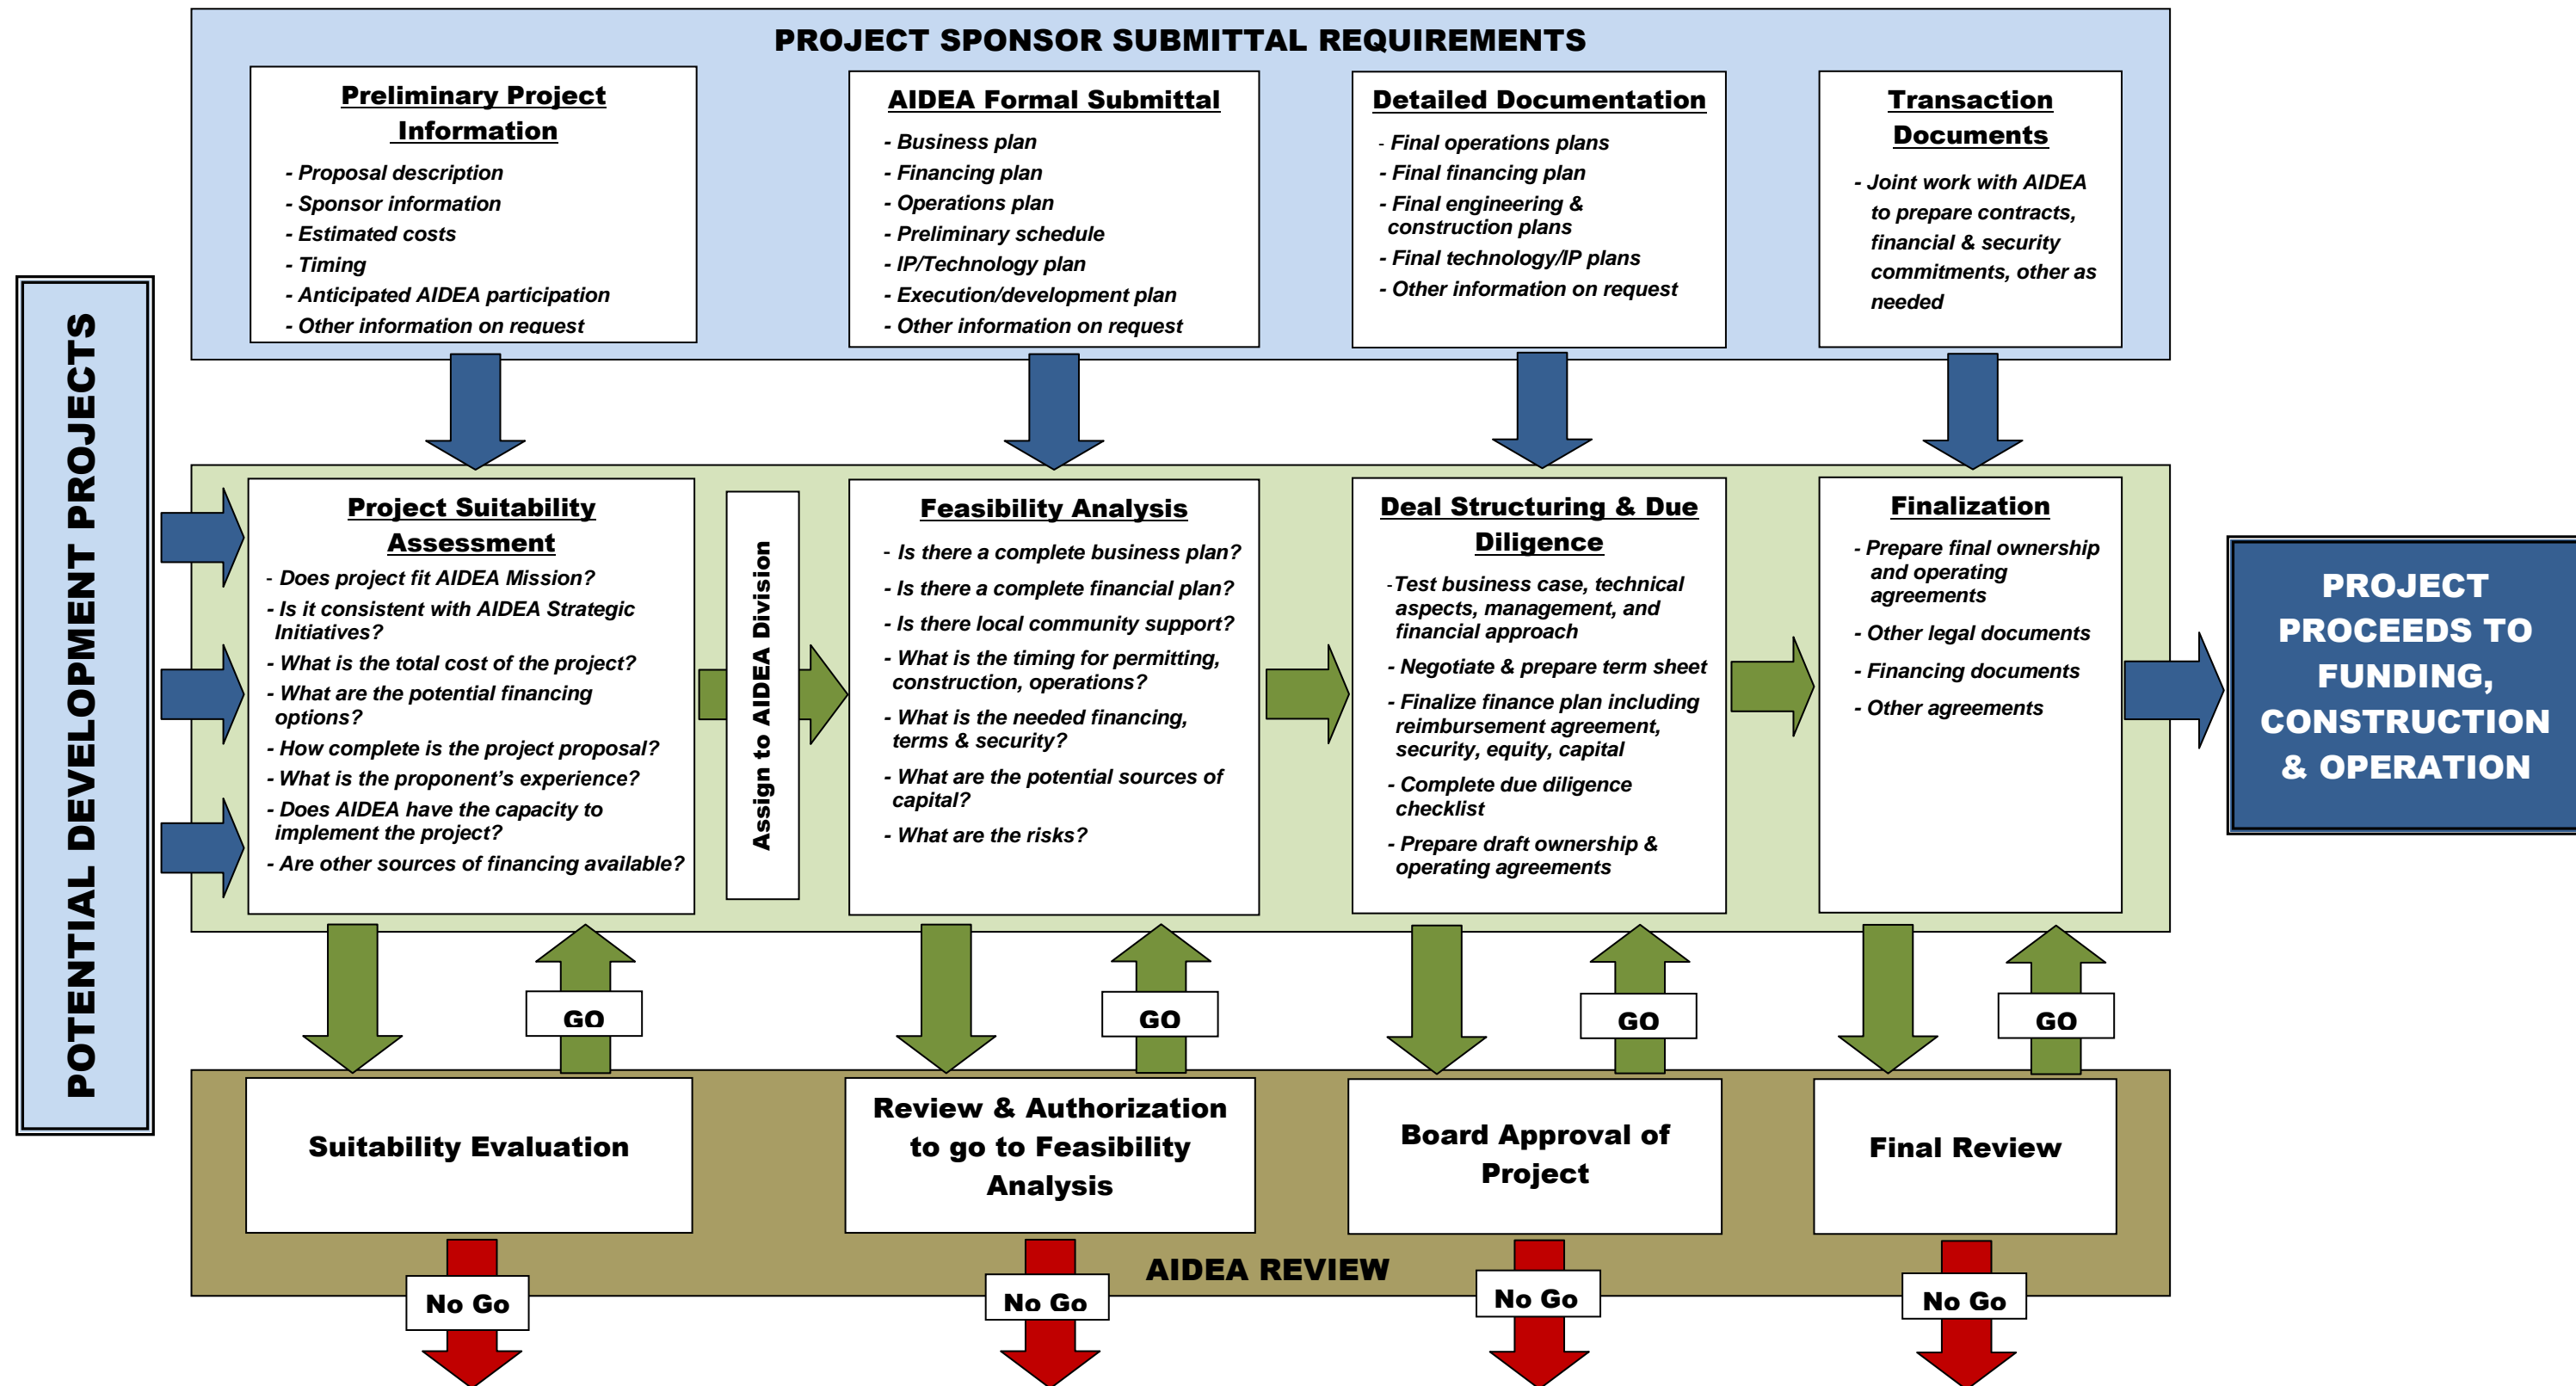 PROJECT SPONSOR SUBMITTAL REQUIREMENTS
Preliminary Project
Information
- Proposal description
- Sponsor information
- Estimated costs
- Timing
- Anticipated AIDEA participation
- Other information on request
AIDEA Formal Submittal
- Business plan
- Financing plan
- Operations plan
- Preliminary schedule
- IP/Technology plan
- Execution/development plan
- Other information on request
Detailed Documentation
- Final operations plans
- Final financing plan
- Final engineering &
construction plans
- Final technology/IP plans
- Other information on request
Transaction
Documents
- Joint work with AIDEA
to prepare contracts,
financial & security
commitments, other as
needed
POTENTIAL DEVELOPMENT PROJECTS
Project Suitability
Assessment
- Does project fit AIDEA Mission?
- Is it consistent with AIDEA Strategic
Initiatives?
- What is the total cost of the project?
- What are the potential financing
options?
- How complete is the project proposal?
- What is the proponent's experience?
- Does AIDEA have the capacity to
implement the project?
- Are other sources of financing available?
Assign to AIDEA Division
Feasibility Analysis
- Is there a complete business plan?
- Is there a complete financial plan?
- Is there local community support?
- What is the timing for permitting,
construction, operations?
- What is the needed financing,
terms & security?
- What are the potential sources of
capital?
- What are the risks?
Deal Structuring & Due
Diligence
- Test business case, technical
aspects, management, and
financial approach
- Negotiate & prepare term sheet
- Finalize finance plan including
reimbursement agreement,
security, equity, capital
- Complete due diligence
checklist
- Prepare draft ownership &
operating agreements
Finalization
- Prepare final ownership
and operating
agreements
- Other legal documents
- Financing documents
- Other agreements
PROJECT
PROCEEDS TO
FUNDING,
CONSTRUCTION
& OPERATION
GO
GO
GO
GO
Suitability Evaluation
Review & Authorization
to go to Feasibility
Analysis
Board Approval of
Project
Final Review
AIDEA REVIEW
No Go
No Go
No Go
No Go